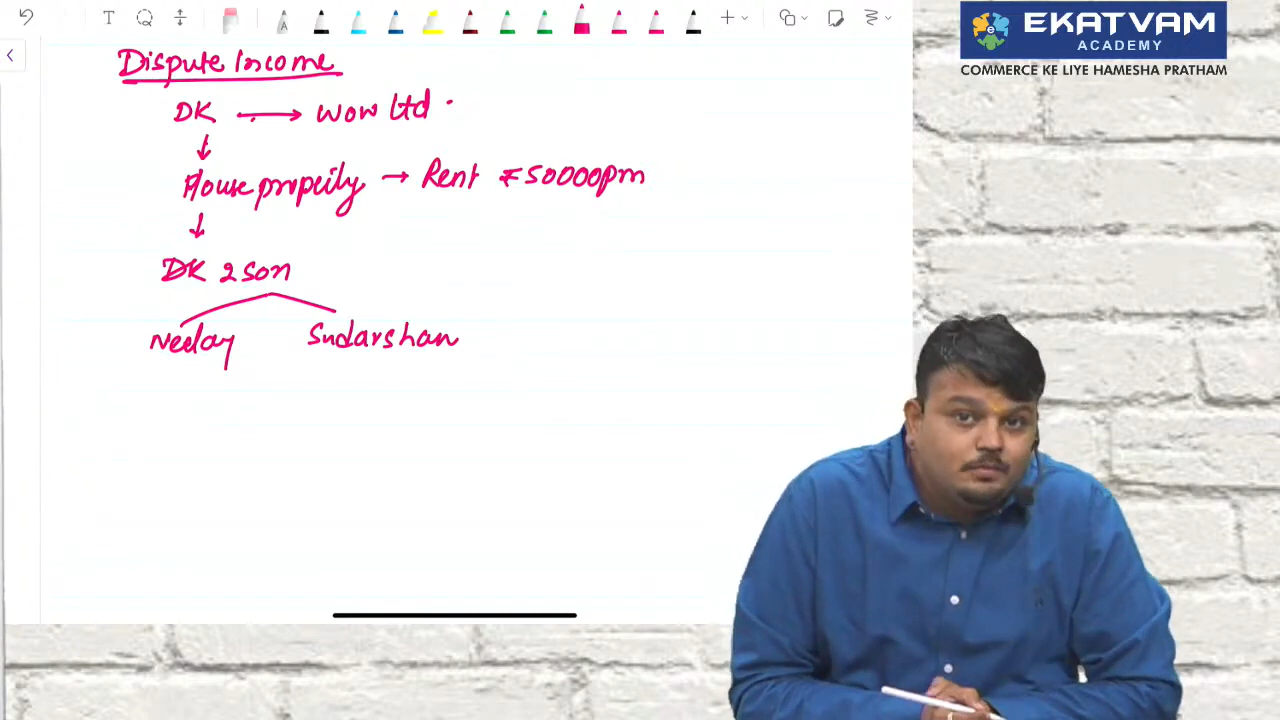 EKATVAM
ACADEMY
COMMERCE KE LIYE HAMESHA PRATHAM
Dispute Income
DK → Wow Ltd.
↓
House property → Rent ₹50000pm
↓
DK 2 son
Neelay Sudarshan